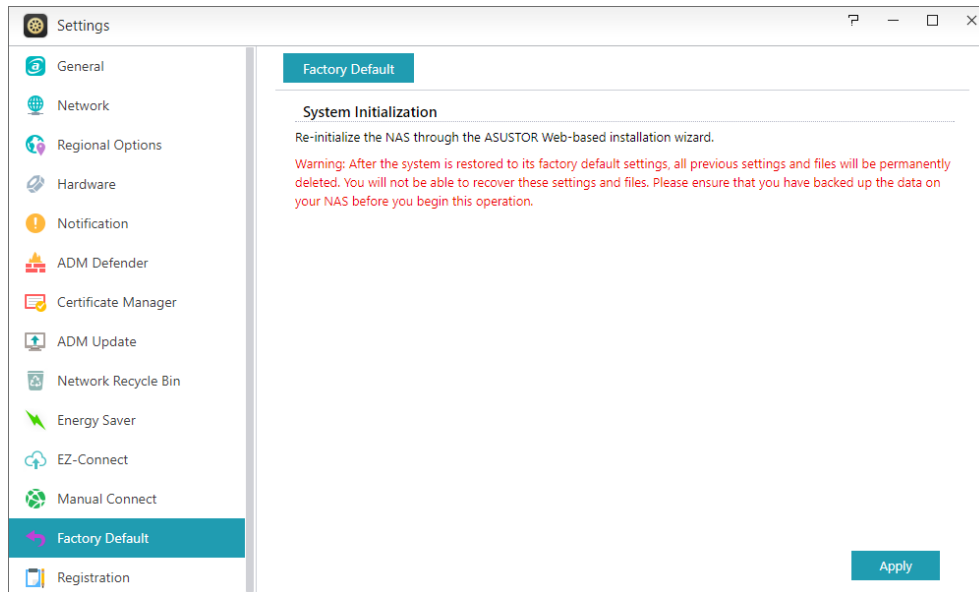 Settings
General
Network
Regional Options
Hardware
Notification
ADM Defender
Certificate Manager
ADM Update
Network Recycle Bin
Energy Saver
EZ-Connect
Manual Connect
Factory Default
Registration
Factory Default
System Initialization
Re-initialize the NAS through the ASUSTOR Web-based installation wizard.
Warning: After the system is restored to its factory default settings, all previous settings and files will be permanently
deleted. You will not be able to recover these settings and files. Please ensure that you have backed up the data on
your NAS before you begin this operation.
Apply